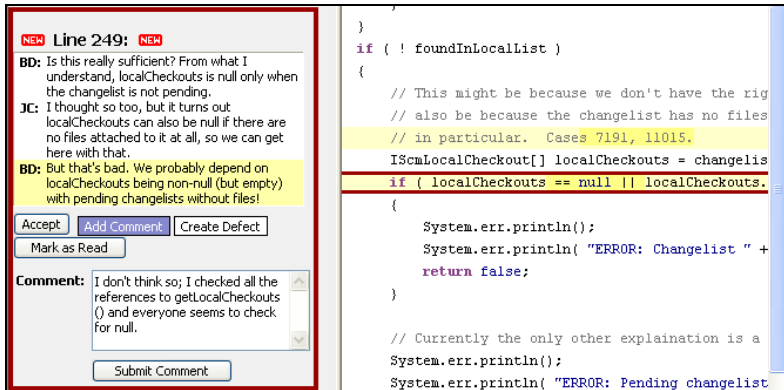 NEW Line 249: NEW
BD: Is this really sufficient? From what I
understand, localCheckouts is null only when
the changelist is not pending.
JC: I thought so too, but it turns out
localCheckouts can also be null if there are
no files attached to it at all, so we can get
here with that.
BD: But that's bad. We probably depend on
localCheckouts being non-null (but empty)
with pending changelists without files!
Accept Add Comment Create Defect
Mark as Read
Comment: I don't think so; I checked all the
references to getLocalCheckouts
() and everyone seems to check
for null.
Submit Comment
}
if ( ! foundInLocalList )
{
// This might be because we don't have the rig
// also be because the changelist has no files
// in particular.  Cases 7191, 11015.
IScmLocalCheckout[] localCheckouts = changelis
if ( localCheckouts == null || localCheckouts.
{
System.err.println();
System.err.println( "ERROR: Changelist " +
return false;
}
// Currently the only other explaination is a
System.err.println();
System.err.println( "ERROR: Pending changelist